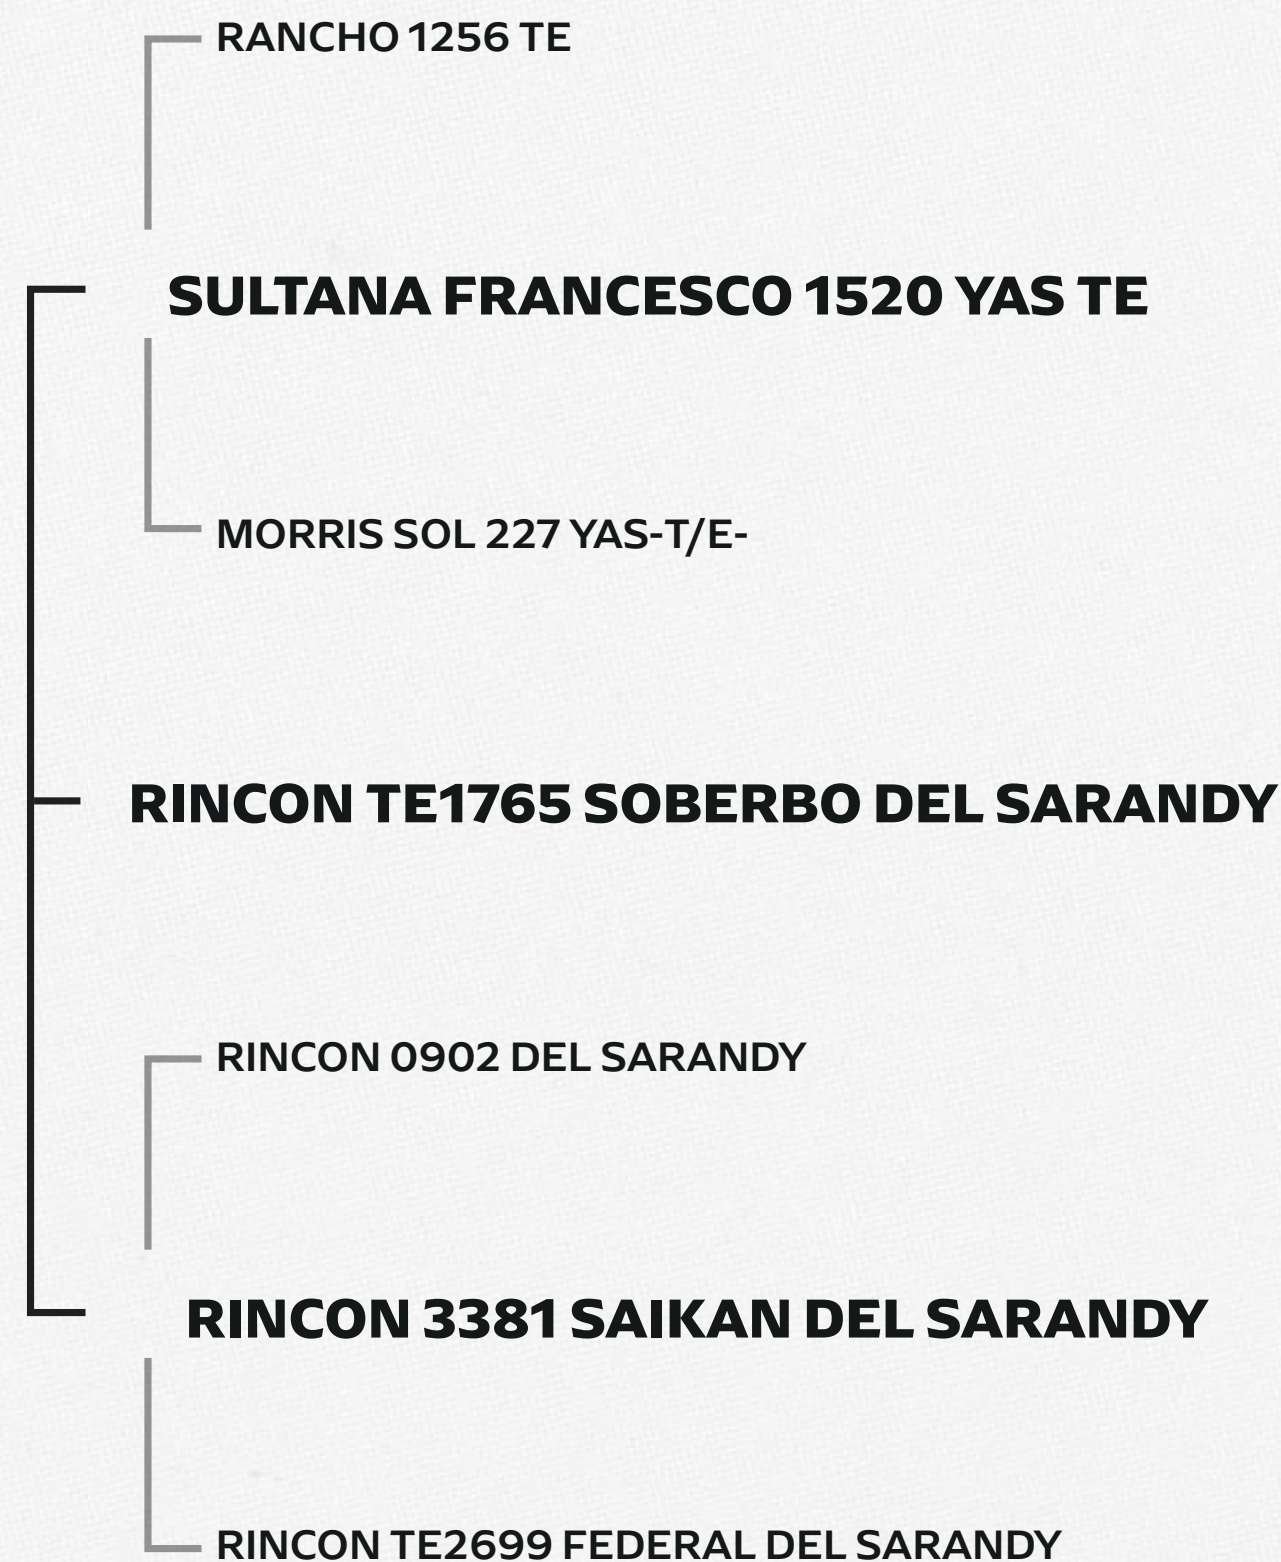 RANCHO 1256 TE
SULTANA FRANCESCO 1520 YAS TE
MORRIS SOL 227 YAS-T/E-
RINCON TE1765 SOBERBO DEL SARANDY
RINCON 0902 DEL SARANDY
RINCON 3381 SAIKAN DEL SARANDY
RINCON TE2699 FEDERAL DEL SARANDY